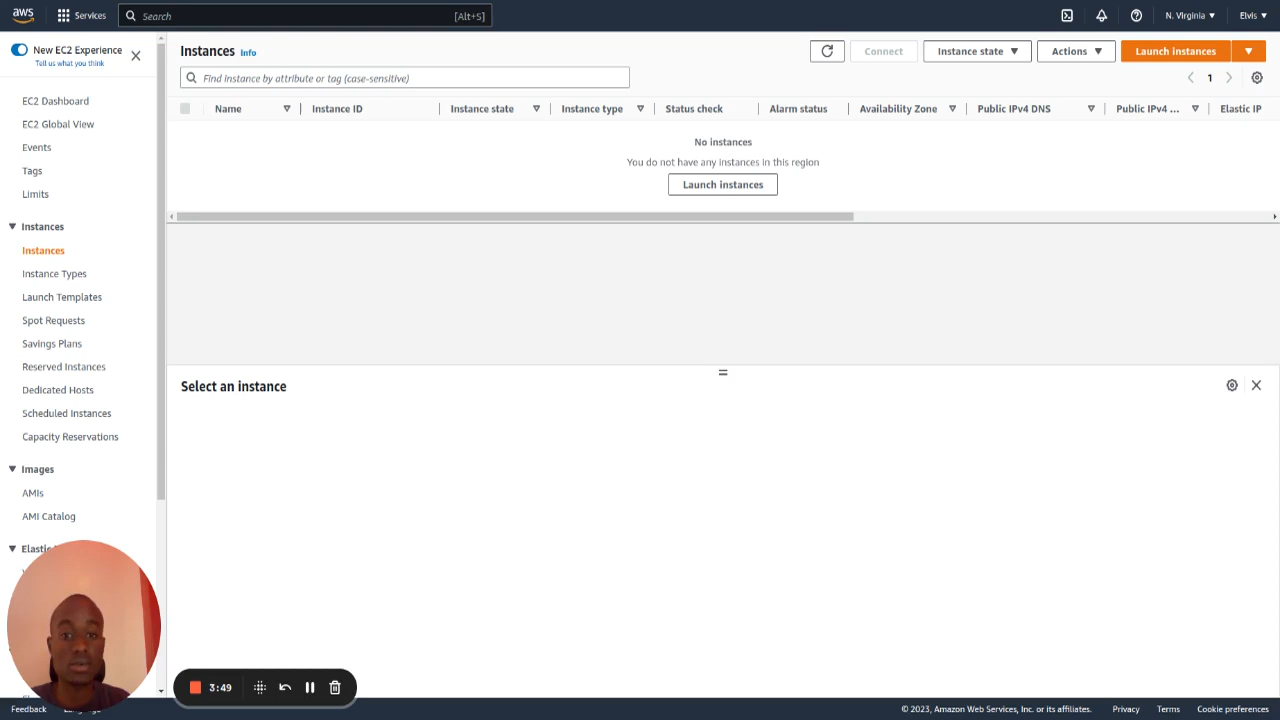 aws
Services
Search
[Alt+S]
N. Virginia
Elvis
New EC2 Experience
Tell us what you think
EC2 Dashboard
EC2 Global View
Events
Tags
Limits
Instances
Instances
Instance Types
Launch Templates
Spot Requests
Savings Plans
Reserved Instances
Dedicated Hosts
Scheduled Instances
Capacity Reservations
Images
AMIs
AMI Catalog
Elastic
Instances Info
Connect
Instance state
Actions
Launch instances
Find instance by attribute or tag (case-sensitive)
1
Name
Instance ID
Instance state
Instance type
Status check
Alarm status
Availability Zone
Public IPv4 DNS
Public IPv4 ...
Elastic IP
No instances
You do not have any instances in this region
Launch instances
Select an instance
3:49
Feedback
© 2023, Amazon Web Services, Inc. or its affiliates.
Privacy
Terms
Cookie preferences